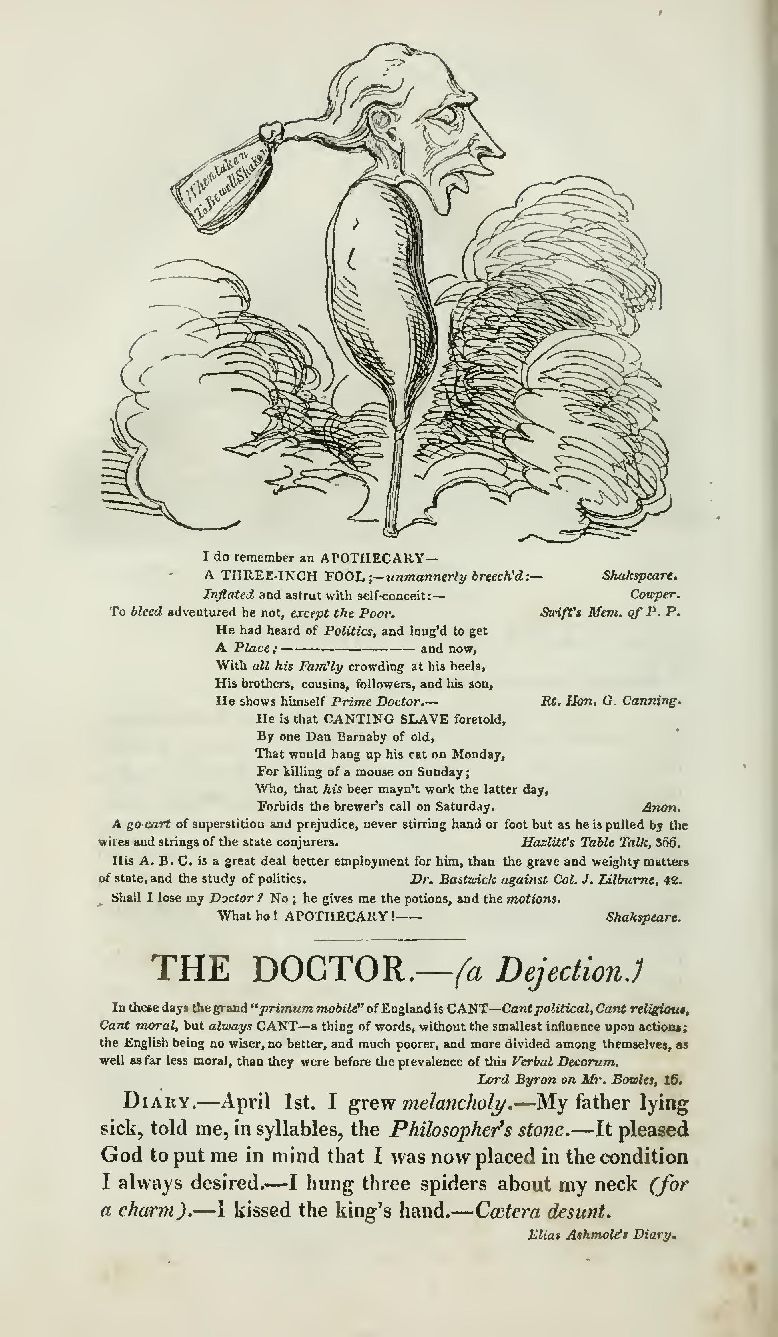 When taken
To Be well Shaken
I do remember an APOTHECARY—
A THREE-INCH FOOL;—unmannerly breech'd:— Shakspeare.
Inflated and astrut with self-conceit:— Cowper.
To bleed adventured he not, except the Poor. Swift's Mem. of P. P.
He had heard of Politics, and long'd to get
A Place; ——————— and now,
With all his Fam'ly crowding at his heels,
His brothers, cousins, followers, and his son,
He shows himself Prime Doctor.— Rt. Hon. G. Canning.
He is that CANTING SLAVE foretold,
By one Dan Barnaby of old,
That would hang up his cat on Monday,
For killing of a mouse on Sunday;
Who, that his beer mayn't work the latter day,
Forbids the brewer's call on Saturday. Anon.
A go-cart of superstition and prejudice, never stirring hand or foot but as he is pulled by the
wires and strings of the state conjurers. Hazlitt's Table Talk, 366.
His A. B. C. is a great deal better employment for him, than the grave and weighty matters
of state, and the study of politics. Dr. Bastwick against Col. J. Lilburne, 42.
Shall I lose my Doctor? No; he gives me the potions, and the motions.
What ho! APOTHECARY!—— Shakspeare.
THE DOCTOR.—(a Dejection.)
In these days the grand "primum mobile" of England is CANT—Cant political, Cant religious,
Cant moral, but always CANT—a thing of words, without the smallest influence upon actions;
the English being no wiser, no better, and much poorer, and more divided among themselves, as
well as far less moral, than they were before the prevalence of this Verbal Decorum.
Lord Byron on Mr. Bowles, 16.
DIARY.—April 1st. I grew melancholy.—My father lying
sick, told me, in syllables, the Philosopher's stone.—It pleased
God to put me in mind that I was now placed in the condition
I always desired.—I hung three spiders about my neck (for
a charm).—I kissed the king's hand.—Cœtera desunt.
Elias Ashmole's Diary.